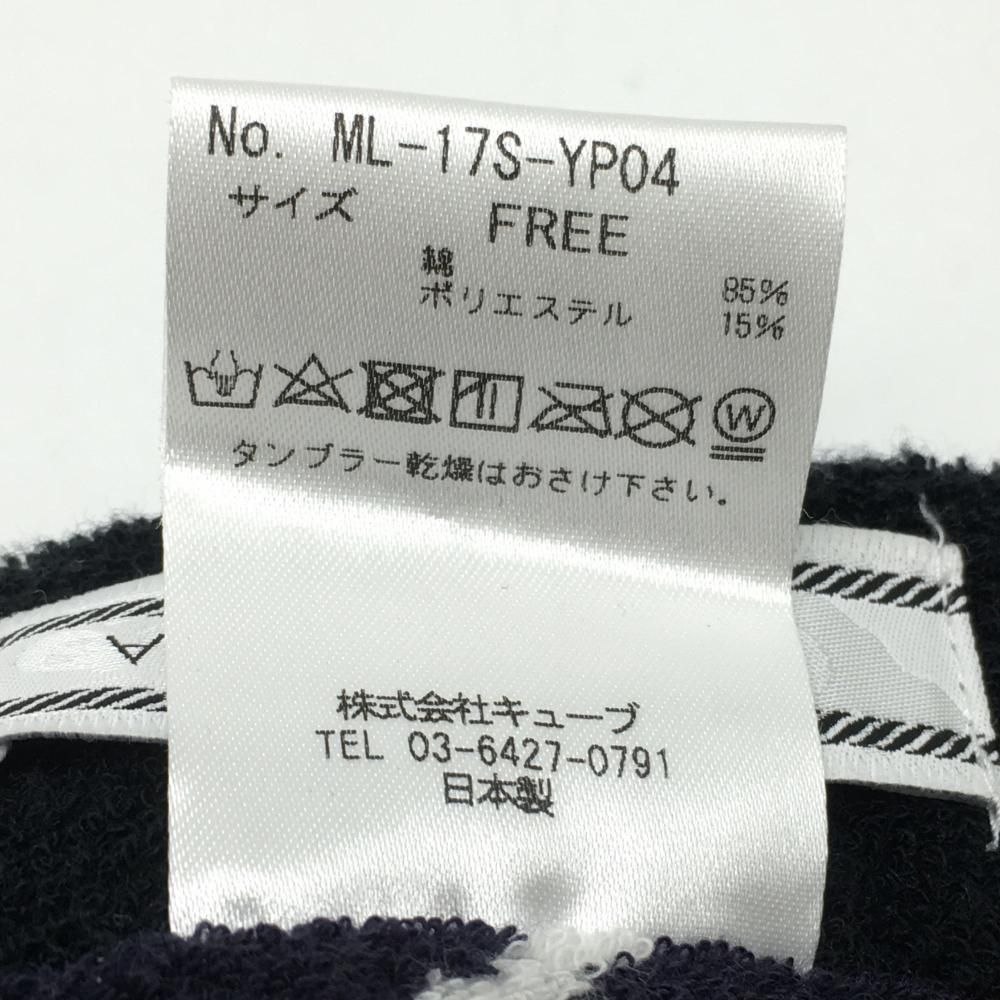 No. ML-17S-YP04
サイズ FREE
綿 85%
ポリエステル 15%
W
タンブラー乾燥はおさけ下さい。
株式会社キューブ
TEL 03-6427-0791
日本製